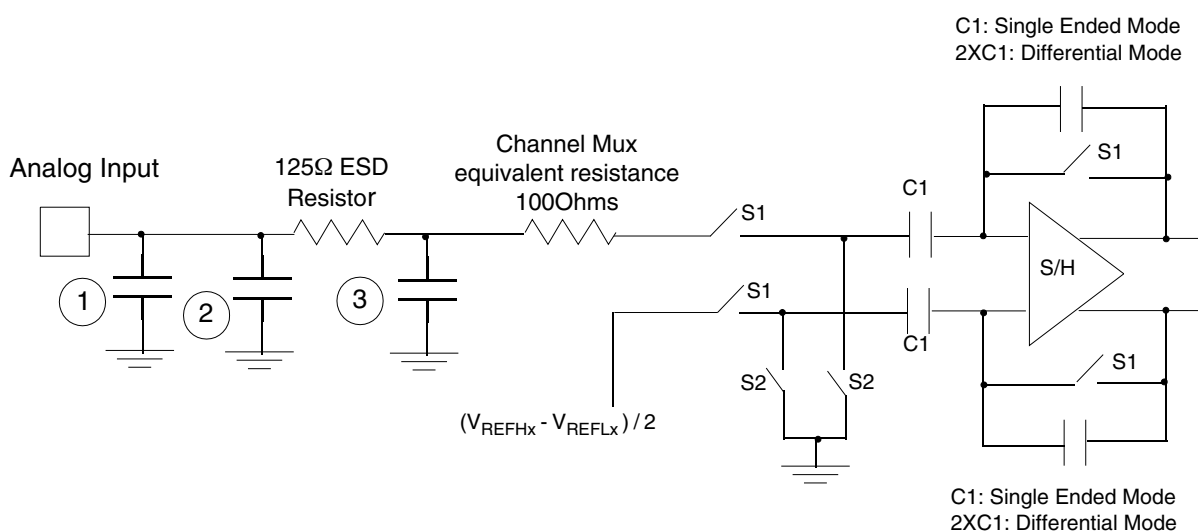 C1: Single Ended Mode
2XC1: Differential Mode
Analog Input
125Ω ESD
Resistor
Channel Mux
equivalent resistance
100Ohms
S1
C1
S1
S/H
1
2
3
S1
C1
S1
S2
S2
(VREFHx - VREFLx) / 2
C1: Single Ended Mode
2XC1: Differential Mode